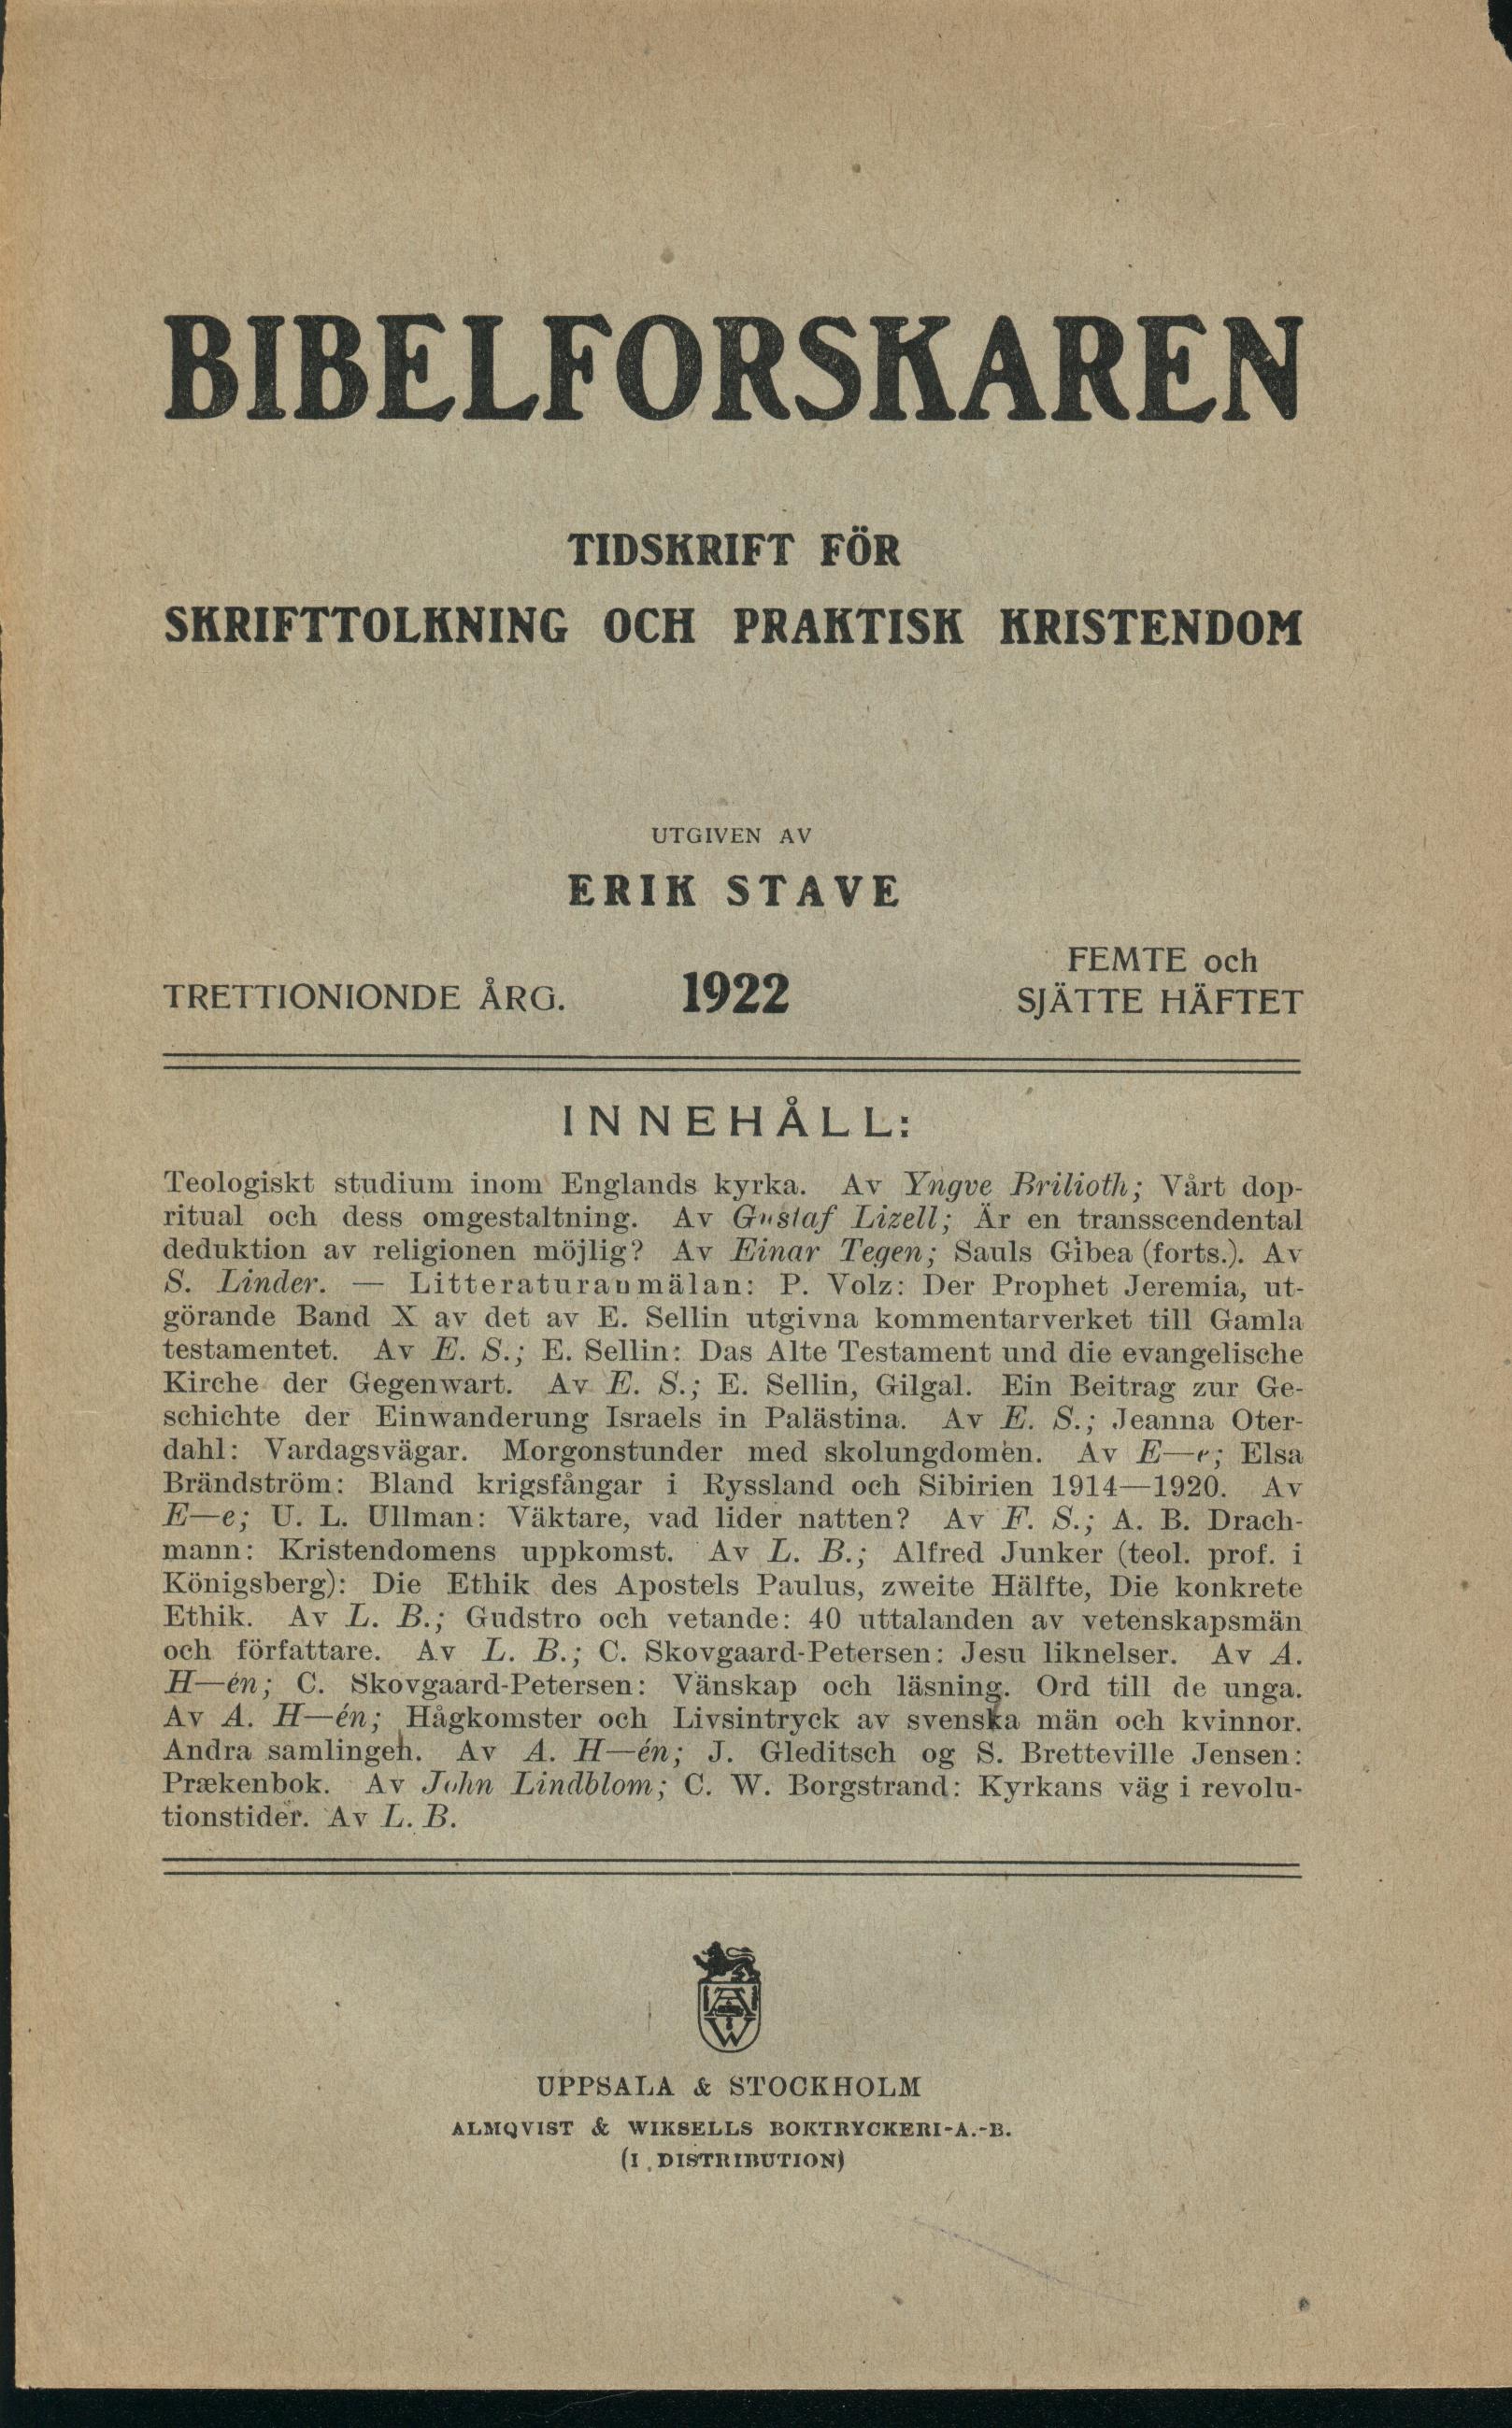 BIBELFORSKAREN
TIDSKRIFT FÖR
SKRIFTTOLKNING OCH PRAKTISK KRISTENDOM
UTGIVEN AV
ERIK STAVE
TRETTIONIONDE ÅRG.
1922
FEMTE och
SJÄTTE HÄFTET
INNEHÅLL:
Teologiskt studium inom Englands kyrka. Av Yngve Brilioth; Vårt dop-
ritual och dess omgestaltning. Av Gustaf Lizell; Är en transscendental
deduktion av religionen möjlig? Av Einar Tegen; Sauls Gibea (forts.). Av
S. Linder. — Litteraturanmälan: P. Volz: Der Prophet Jeremia, ut-
görande Band X av det av E. Sellin utgivna kommentarverket till Gamla
testamentet. Av E. S.; E. Sellin: Das Alte Testament und die evangelische
Kirche der Gegenwart. Av E. S.; E. Sellin, Gilgal. Ein Beitrag zur Ge-
schichte der Einwanderung Israels in Palästina. Av E. S.; Jeanna Oter-
dahl: Vardagsvägar. Morgonstunder med skolungdomen. Av E—e; Elsa
Brändström: Bland krigsfångar i Ryssland och Sibirien 1914—1920. Av
E—e; U. L. Ullman: Väktare, vad lider natten? Av F. S.; A. B. Drach-
mann: Kristendomens uppkomst. Av L. B.; Alfred Junker (teol. prof. i
Königsberg): Die Ethik des Apostels Paulus, zweite Hälfte, Die konkrete
Ethik. Av L. B.; Gudstro och vetande: 40 uttalanden av vetenskapsmän
och författare. Av L. B.; C. Skovgaard-Petersen: Jesu liknelser. Av A.
H—én; C. Skovgaard-Petersen: Vänskap och läsning. Ord till de unga.
Av A. H—én; Hågkomster och Livsintryck av svenska män och kvinnor.
Andra samlingen. Av A. H—én; J. Gleditsch og S. Bretteville Jensen:
Prækenbok. Av John Lindblom; C. W. Borgstrand: Kyrkans väg i revolu-
tionstider. Av L. B.
UPPSALA & STOCKHOLM
ALMQVIST & WIKSELLS BOKTRYCKERI-A.-B.
(I DISTRIBUTION)